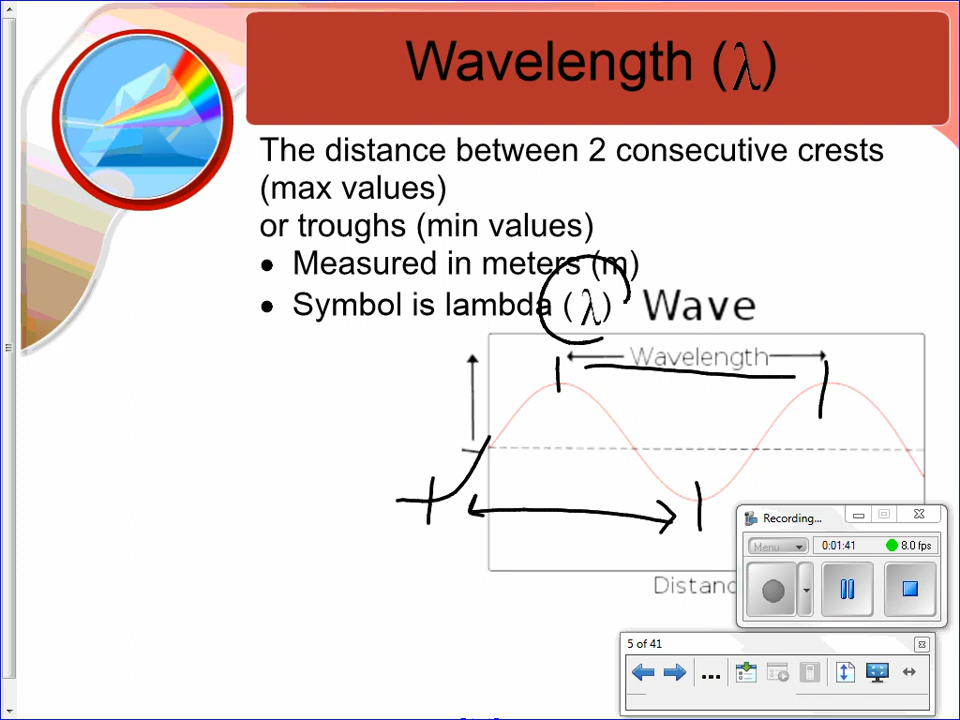 Wavelength (λ)
The distance between 2 consecutive crests
(max values)
or troughs (min values)
• Measured in meters (m)
• Symbol is lambda (λ)
Wave
Wavelength
Distanc
Recording...
Menu
0:01:41
8.0 fps
5 of 41
...